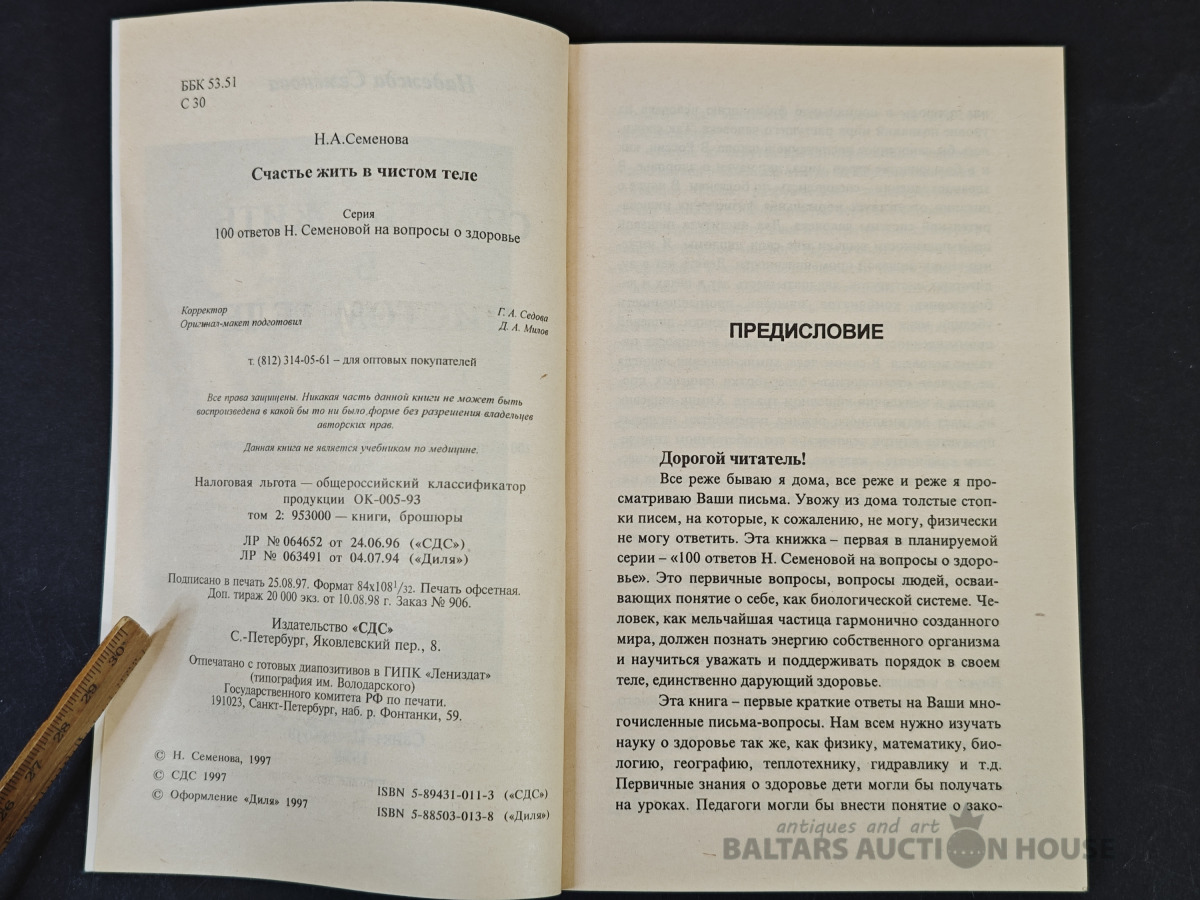 ББК 53.51
С 30
Н.А.Семенова
Счастье жить в чистом теле
Серия
100 ответов Н. Семеновой на вопросы о здоровье
Корректор Г. А. Седова
Оригинал-макет подготовил Д. А. Милов
т. (812) 314-05-61 – для оптовых покупателей
Все права защищены. Никакая часть данной книги не может быть
воспроизведена в какой бы то ни было форме без разрешения владельцев
авторских прав.
Данная книга не является учебником по медицине.
Налоговая льгота — общероссийский классификатор
продукции ОК-005-93
том 2: 953000 — книги, брошюры
ЛР № 064652 от 24.06.96 («СДС»)
ЛР № 063491 от 04.07.94 («Диля»)
Подписано в печать 25.08.97. Формат 84х108¹/₃₂. Печать офсетная.
Доп. тираж 20 000 экз. от 10.08.98 г. Заказ № 906.
Издательство «СДС»
С.-Петербург, Яковлевский пер., 8.
Отпечатано с готовых диапозитивов в ГИПК «Лениздат»
(типография им. Володарского)
Государственного комитета РФ по печати.
191023, Санкт-Петербург, наб. р. Фонтанки, 59.
© Н. Семенова, 1997
© СДС 1997
© Оформление «Диля» 1997
ISBN 5-89431-011-3 («СДС»)
ISBN 5-88503-013-8 («Диля»)
26 27 28 29 30
ПРЕДИСЛОВИЕ
Дорогой читатель!
Все реже бываю я дома, все реже и реже я про-
сматриваю Ваши письма. Увожу из дома толстые стоп-
ки писем, на которые, к сожалению, не могу, физически
не могу ответить. Эта книжка – первая в планируемой
серии – «100 ответов Н. Семеновой на вопросы о здоро-
вье». Это первичные вопросы, вопросы людей, осваи-
вающих понятие о себе, как биологической системе. Че-
ловек, как мельчайшая частица гармонично созданного
мира, должен познать энергию собственного организма
и научиться уважать и поддерживать порядок в своем
теле, единственно дарующий здоровье.
Эта книга – первые краткие ответы на Ваши мно-
гочисленные письма-вопросы. Нам всем нужно изучать
науку о здоровье так же, как физику, математику, био-
логию, географию, теплотехнику, гидравлику и т.д.
Первичные знания о здоровье дети могли бы получать
на уроках. Педагоги могли бы внести понятие о зако-
antiques and art
BALTARS AUCTION HOUSE